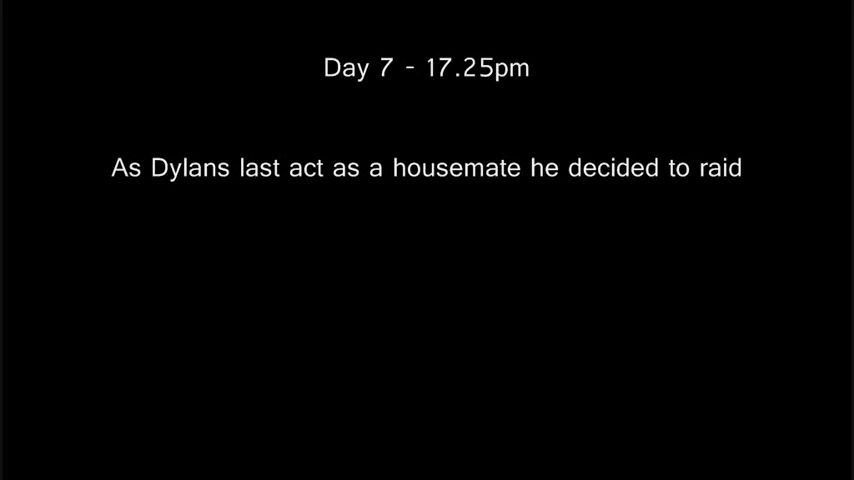 Day 7 - 17.25pm
As Dylans last act as a housemate he decided to raid